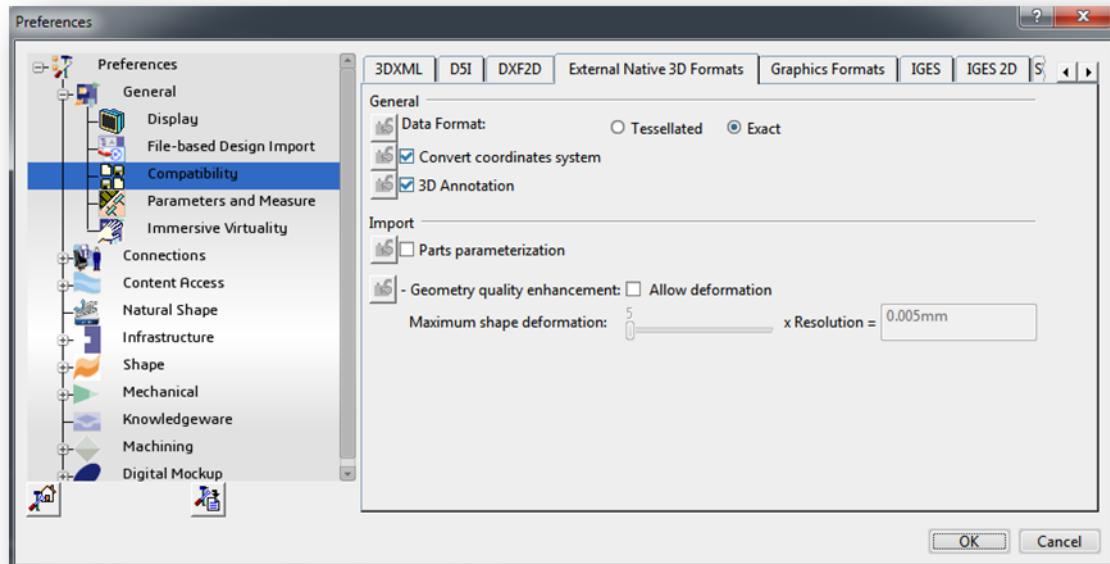 Preferences
Preferences
General
Display
File-based Design Import
Compatibility
Parameters and Measure
Immersive Virtuality
Connections
Content Access
Natural Shape
Infrastructure
Shape
Mechanical
Knowledgeware
Machining
Digital Mockup
3DXML D5I DXF2D External Native 3D Formats Graphics Formats IGES IGES 2D S
General
Data Format: Tessellated Exact
Convert coordinates system
3D Annotation
Import
Parts parameterization
- Geometry quality enhancement: Allow deformation
5
Maximum shape deformation: x Resolution = 0.005mm
OK Cancel